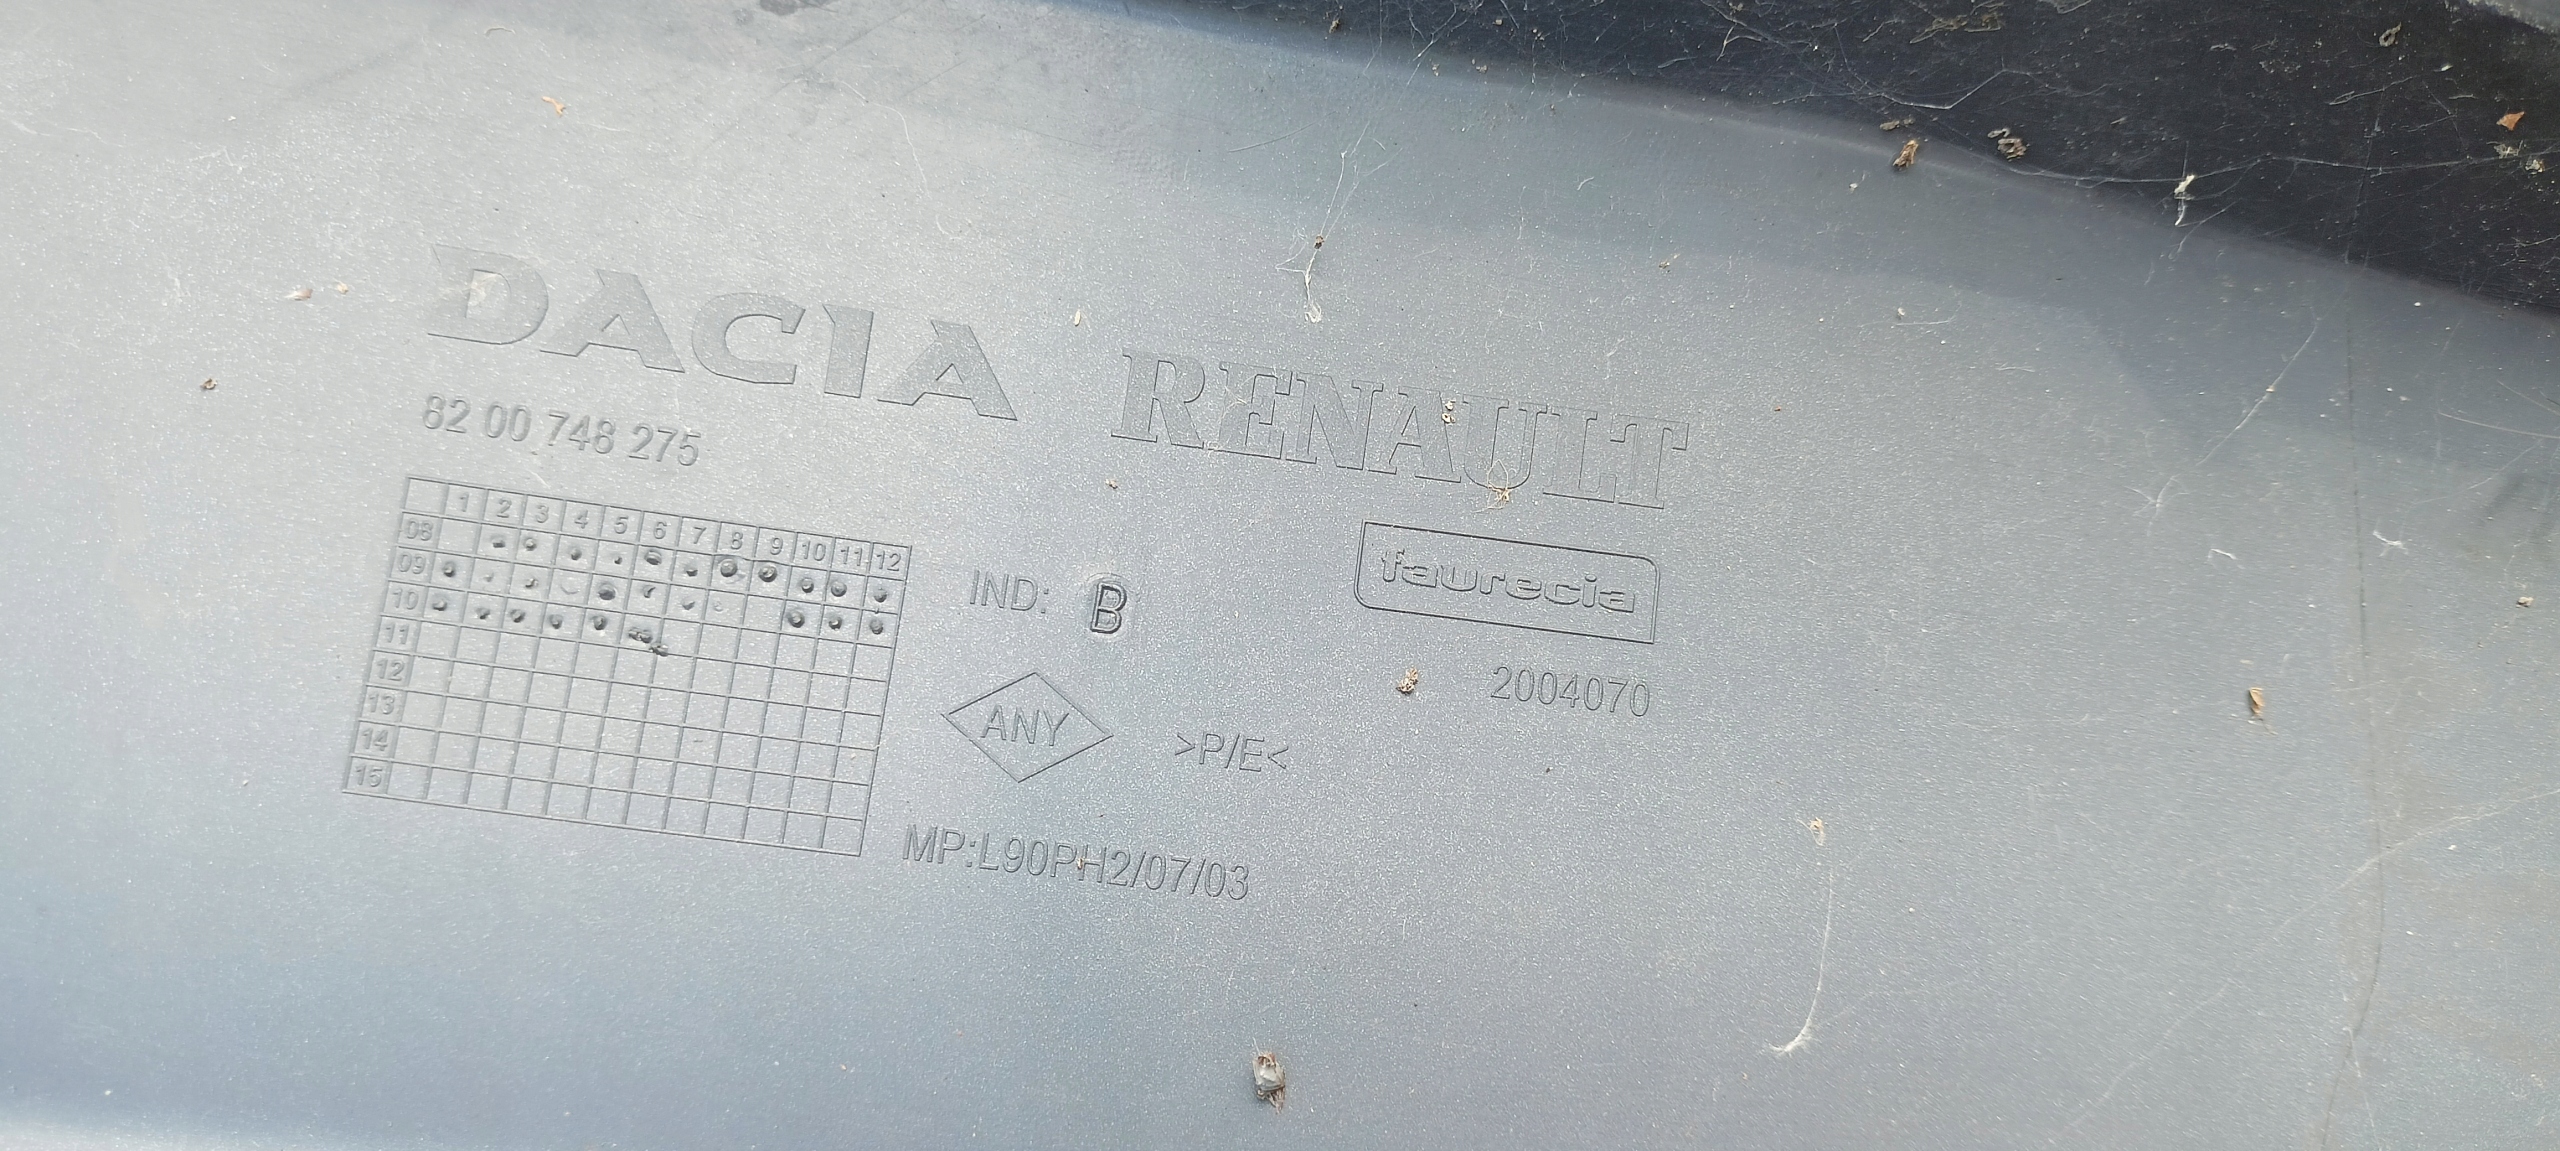 DACIA RENAULT
82 00 748 275
faurecia
1 2 3 4 5 6 7 8 9 10 11 12
08
09
10
11
12
13
14
15
IND: B
2004070
ANY
>P/E<
MP:L90PH2/07/03